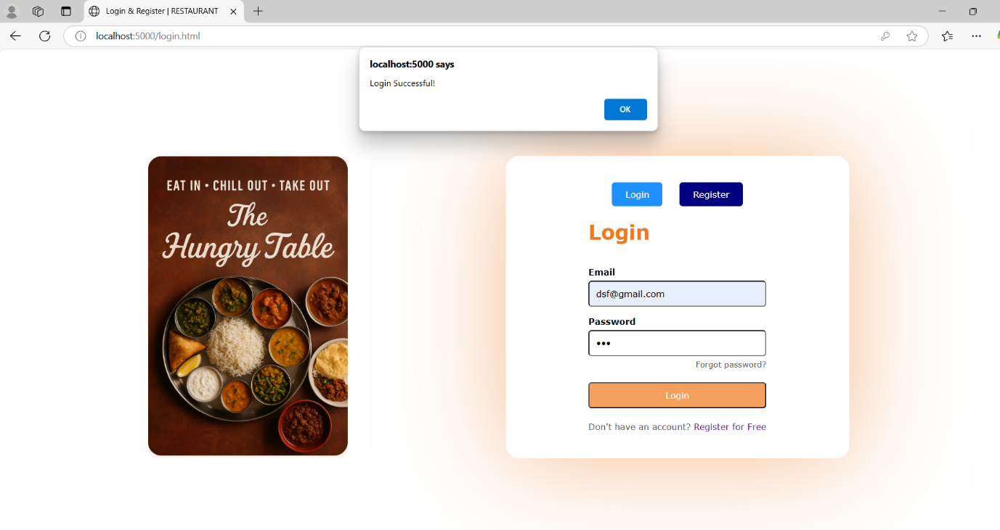 Login & Register | RESTAURANT
localhost:5000/login.html
localhost:5000 says
Login Successful!
OK
EAT IN • CHILL OUT • TAKE OUT
The
Hungry Table
Login Register
Login
Email
dsf@gmail.com
Password
•••
Forgot password?
Login
Don't have an account? Register for Free